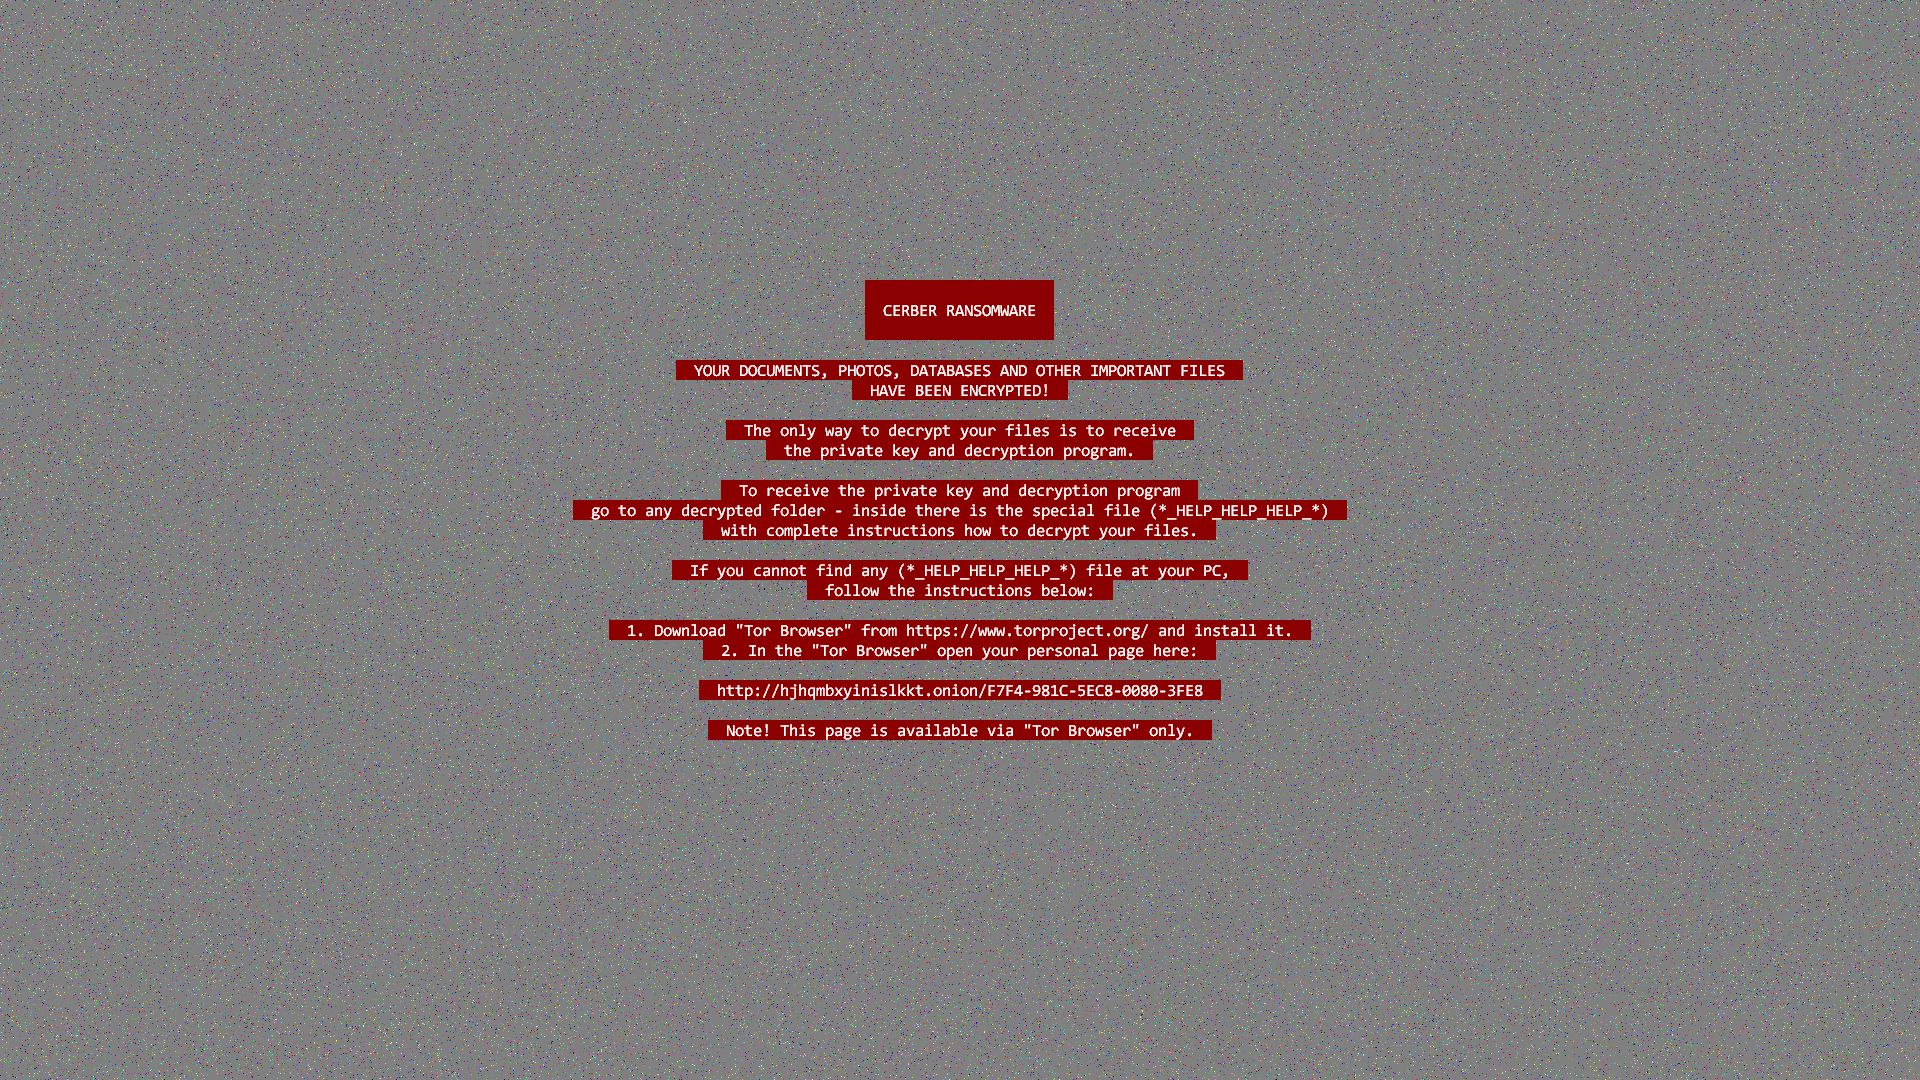 CERBER RANSOMWARE
YOUR DOCUMENTS, PHOTOS, DATABASES AND OTHER IMPORTANT FILES
HAVE BEEN ENCRYPTED!
The only way to decrypt your files is to receive
the private key and decryption program.
To receive the private key and decryption program
go to any decrypted folder - inside there is the special file (*_HELP_HELP_HELP_*)
with complete instructions how to decrypt your files.
If you cannot find any (*_HELP_HELP_HELP_*) file at your PC,
follow the instructions below:
1. Download "Tor Browser" from https://www.torproject.org/ and install it.
2. In the "Tor Browser" open your personal page here:
http://hjhqmbxyinislkkt.onion/F7F4-981C-5EC8-0080-3FE8
Note! This page is available via "Tor Browser" only.